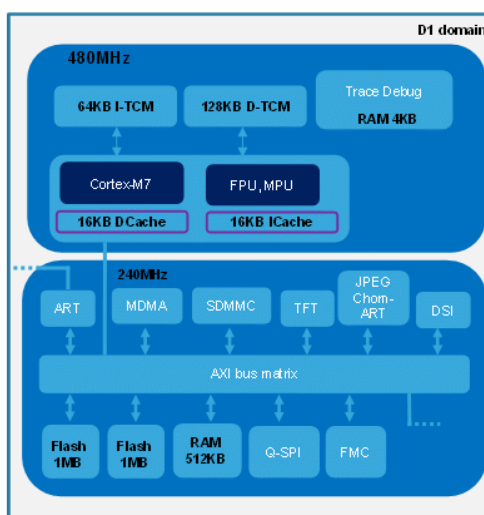 D1 domain
480MHz
64KB I-TCM
128KB D-TCM
Trace Debug
RAM 4KB
Cortex-M7
FPU, MPU
16KB DCache
16KB ICache
240MHz
ART
MDMA
SDMMC
TFT
JPEG
Chom-
ART
DSI
AXI bus matrix
Flash
1MB
Flash
1MB
RAM
512KB
Q-SPI
FMC